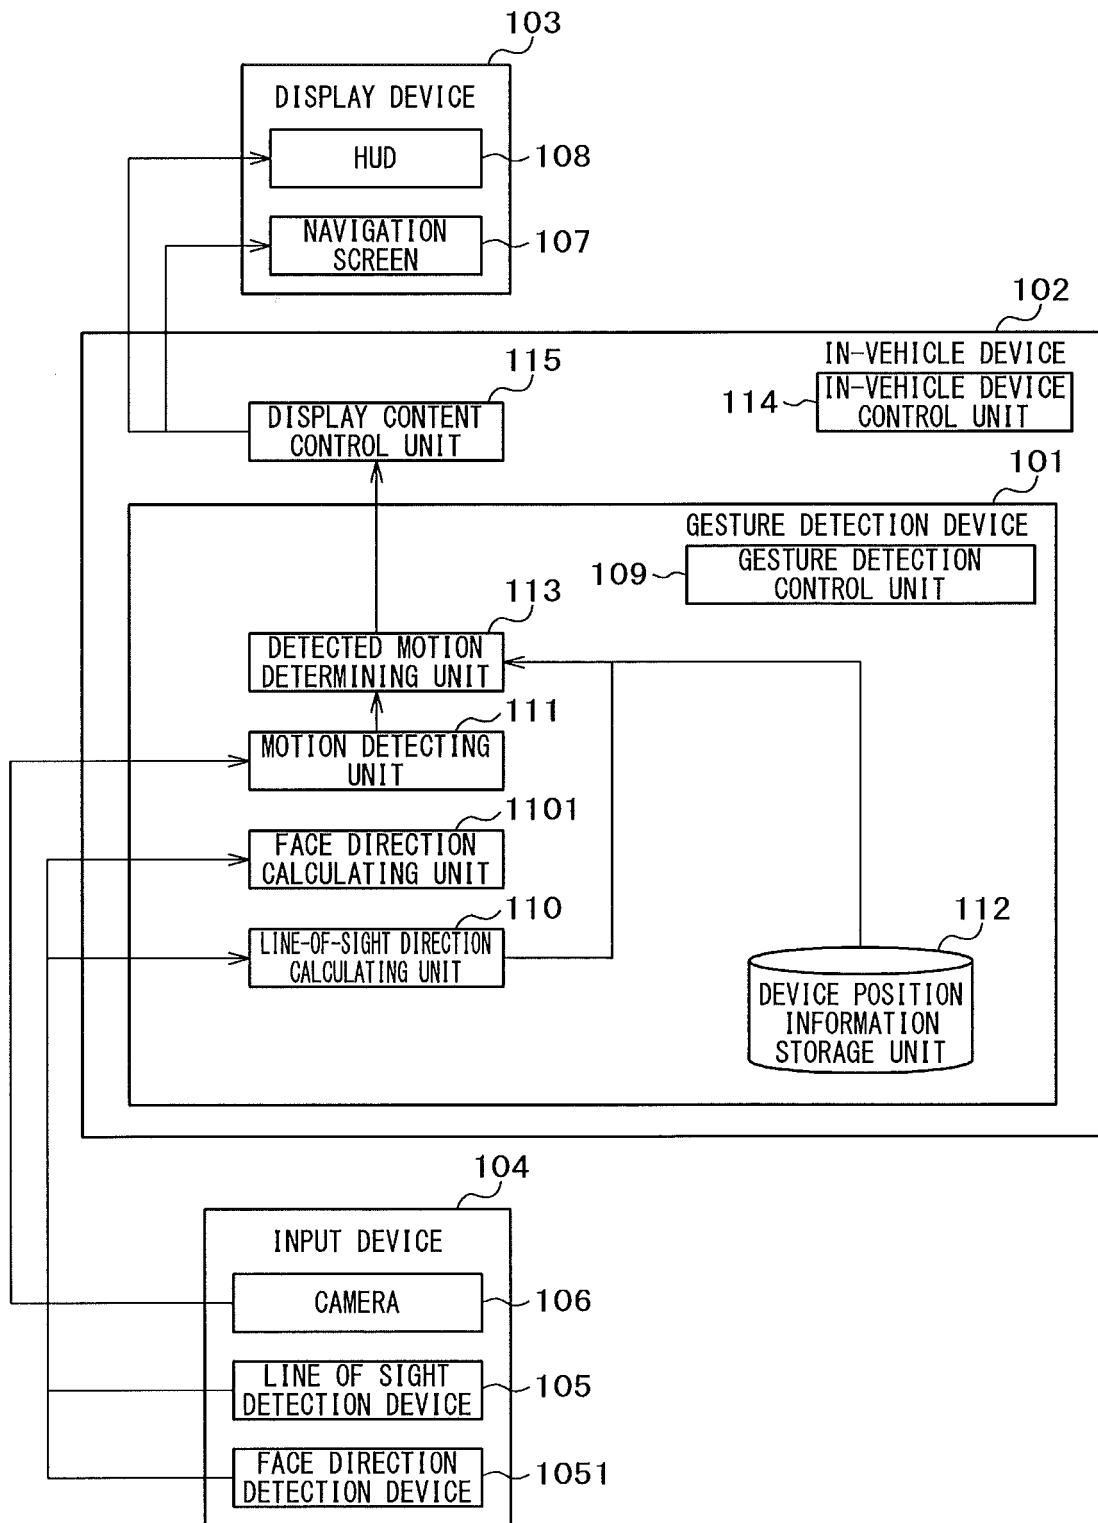 103
DISPLAY DEVICE
HUD
108
NAVIGATION
SCREEN
107
102
IN-VEHICLE DEVICE
IN-VEHICLE DEVICE
CONTROL UNIT
114
115
DISPLAY CONTENT
CONTROL UNIT
101
GESTURE DETECTION DEVICE
GESTURE DETECTION
CONTROL UNIT
109
113
DETECTED MOTION
DETERMINING UNIT
111
MOTION DETECTING
UNIT
1101
FACE DIRECTION
CALCULATING UNIT
110
LINE-OF-SIGHT DIRECTION
CALCULATING UNIT
112
DEVICE POSITION
INFORMATION
STORAGE UNIT
104
INPUT DEVICE
CAMERA
106
LINE OF SIGHT
DETECTION DEVICE
105
FACE DIRECTION
DETECTION DEVICE
1051